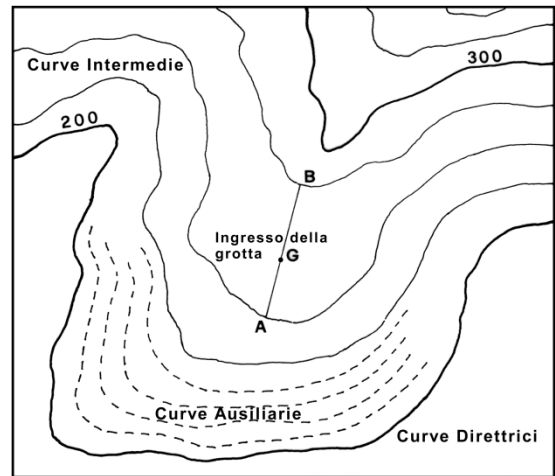 300
Curve Intermedie
200
B
Ingresso della
grotta
G
A
Curve Ausiliarie
Curve Direttrici